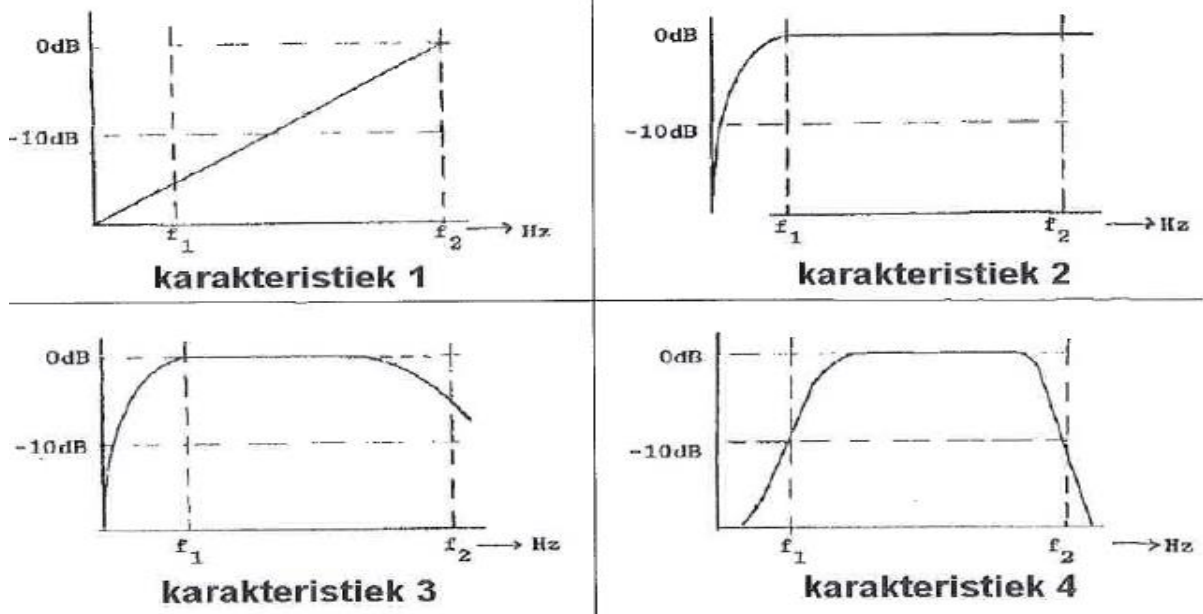 0dB
-10dB
f1
f2
Hz
karakteristiek 1
0dB
-10dB
f1
f2
Hz
karakteristiek 2
0dB
-10dB
f1
f2
Hz
karakteristiek 3
0dB
-10dB
f1
f2
Hz
karakteristiek 4